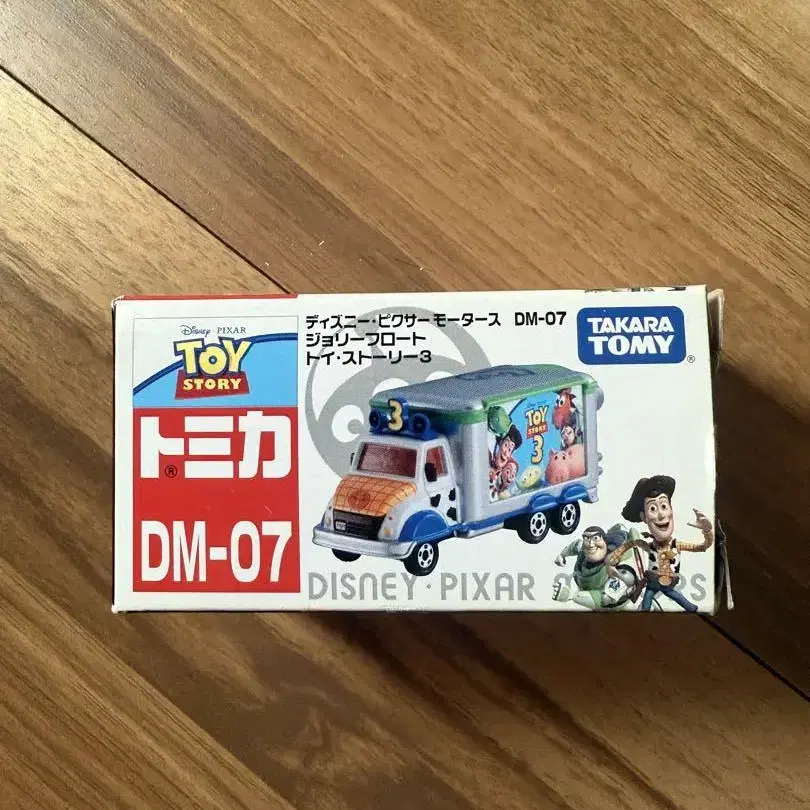 Disney · PIXAR
TOY
STORY
トミカ®
DM-07
ディズニー・ピクサー モータース DM-07
ジョリーフロート
トイ・ストーリー3
TAKARA
TOMY®
3
TOY
STORY
3
DISNEY · PIXAR